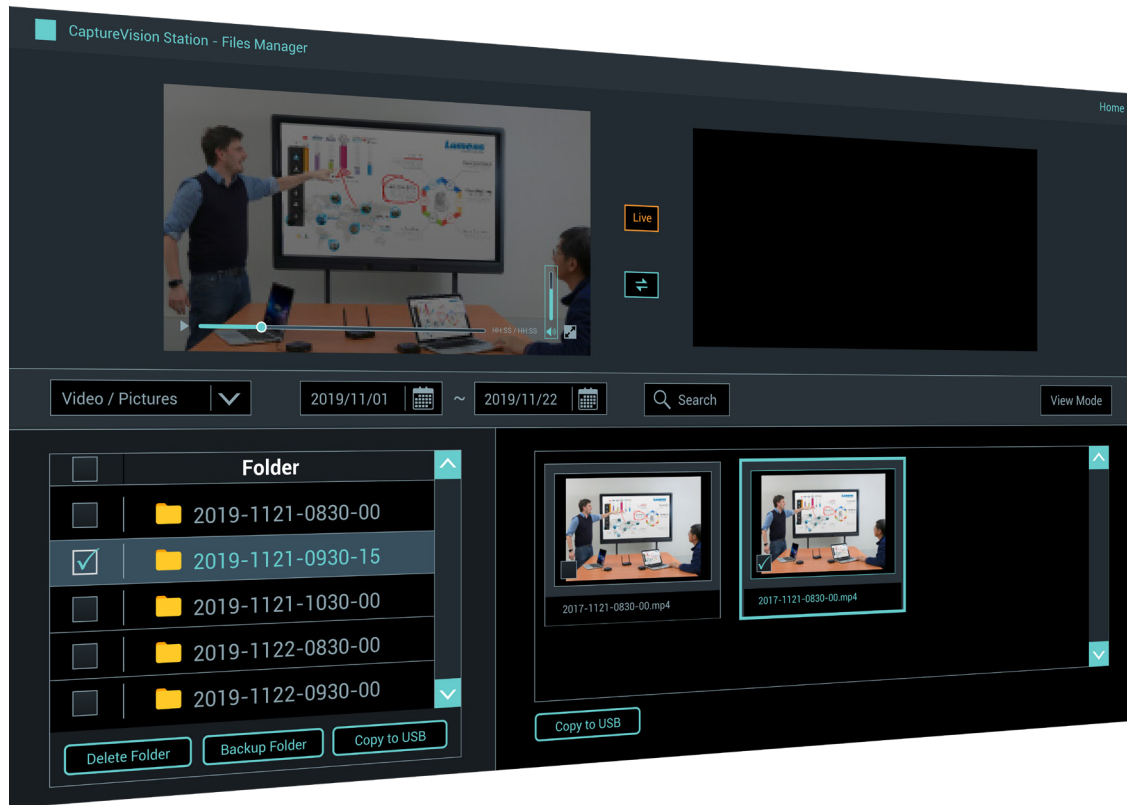 CaptureVision Station - Files Manager
Home
Lumens
Live
HH:SS / HH:SS
Video / Pictures
2019/11/01
~
2019/11/22
Search
View Mode
Folder
2019-1121-0830-00
2019-1121-0930-15
2019-1121-1030-00
2019-1122-0830-00
2019-1122-0930-00
Delete Folder
Backup Folder
Copy to USB
2017-1121-0830-00.mp4
2017-1121-0830-00.mp4
Copy to USB